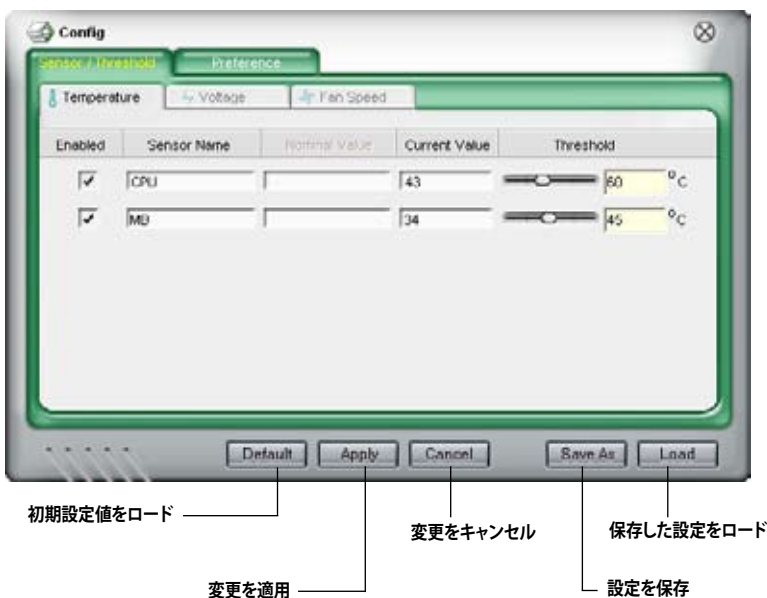 Config
Sensor / Threshold Preference
Temperature Voltage Fan Speed
Enabled Sensor Name Nominal Value Current Value Threshold
CPU 43 60 °C
MB 34 45 °C
Default Apply Cancel Save As Load
初期設定値をロード
変更をキャンセル
保存した設定をロード
変更を適用
設定を保存